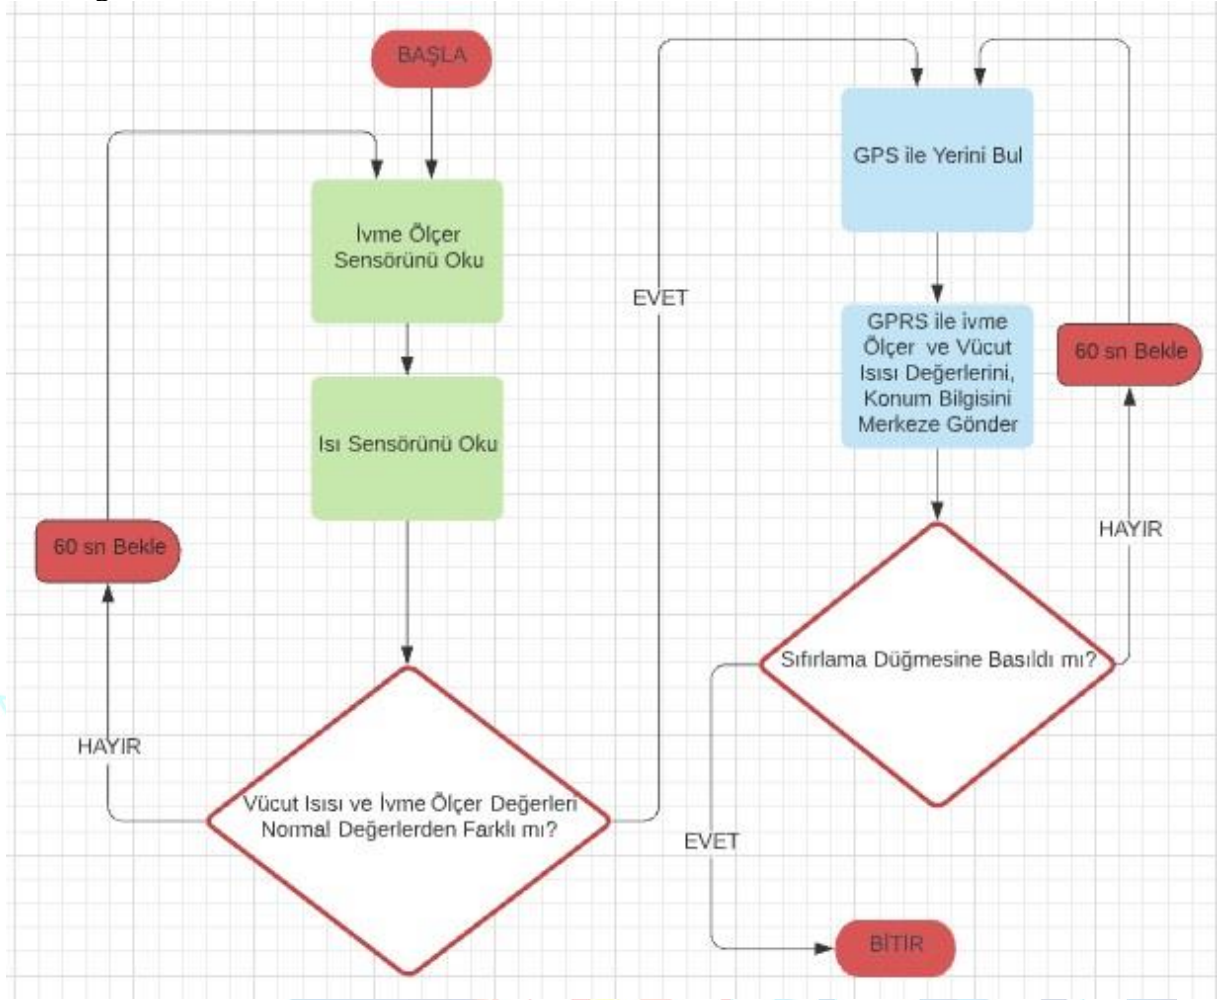 BAŞLA
İvme Ölçer
Sensörünü Oku
Isı Sensörünü Oku
60 sn Bekle
HAYIR
Vücut Isısı ve İvme Ölçer Değerleri
Normal Değerlerden Farklı mı?
EVET
GPS ile Yerini Bul
GPRS ile ivme
Ölçer ve Vücut
Isısı Değerlerini,
Konum Bilgisini
Merkeze Gönder
60 sn Bekle
HAYIR
Sıfırlama Düğmesine Basıldı mı?
EVET
BİTİR